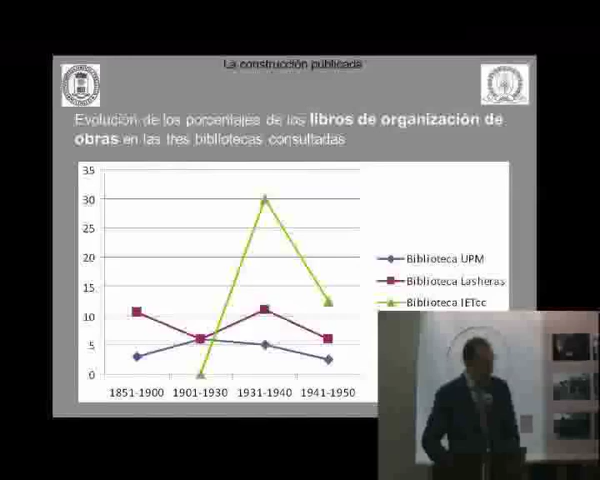 La construcción publicada
Evolución de los porcentajes de los libros de organización de
obras en las tres bibliotecas consultadas
35
30
25
20
15
10
5
0
1851-1900 1901-1930 1931-1940 1941-1950
Biblioteca UPM
Biblioteca Lasheras
Biblioteca IETcc